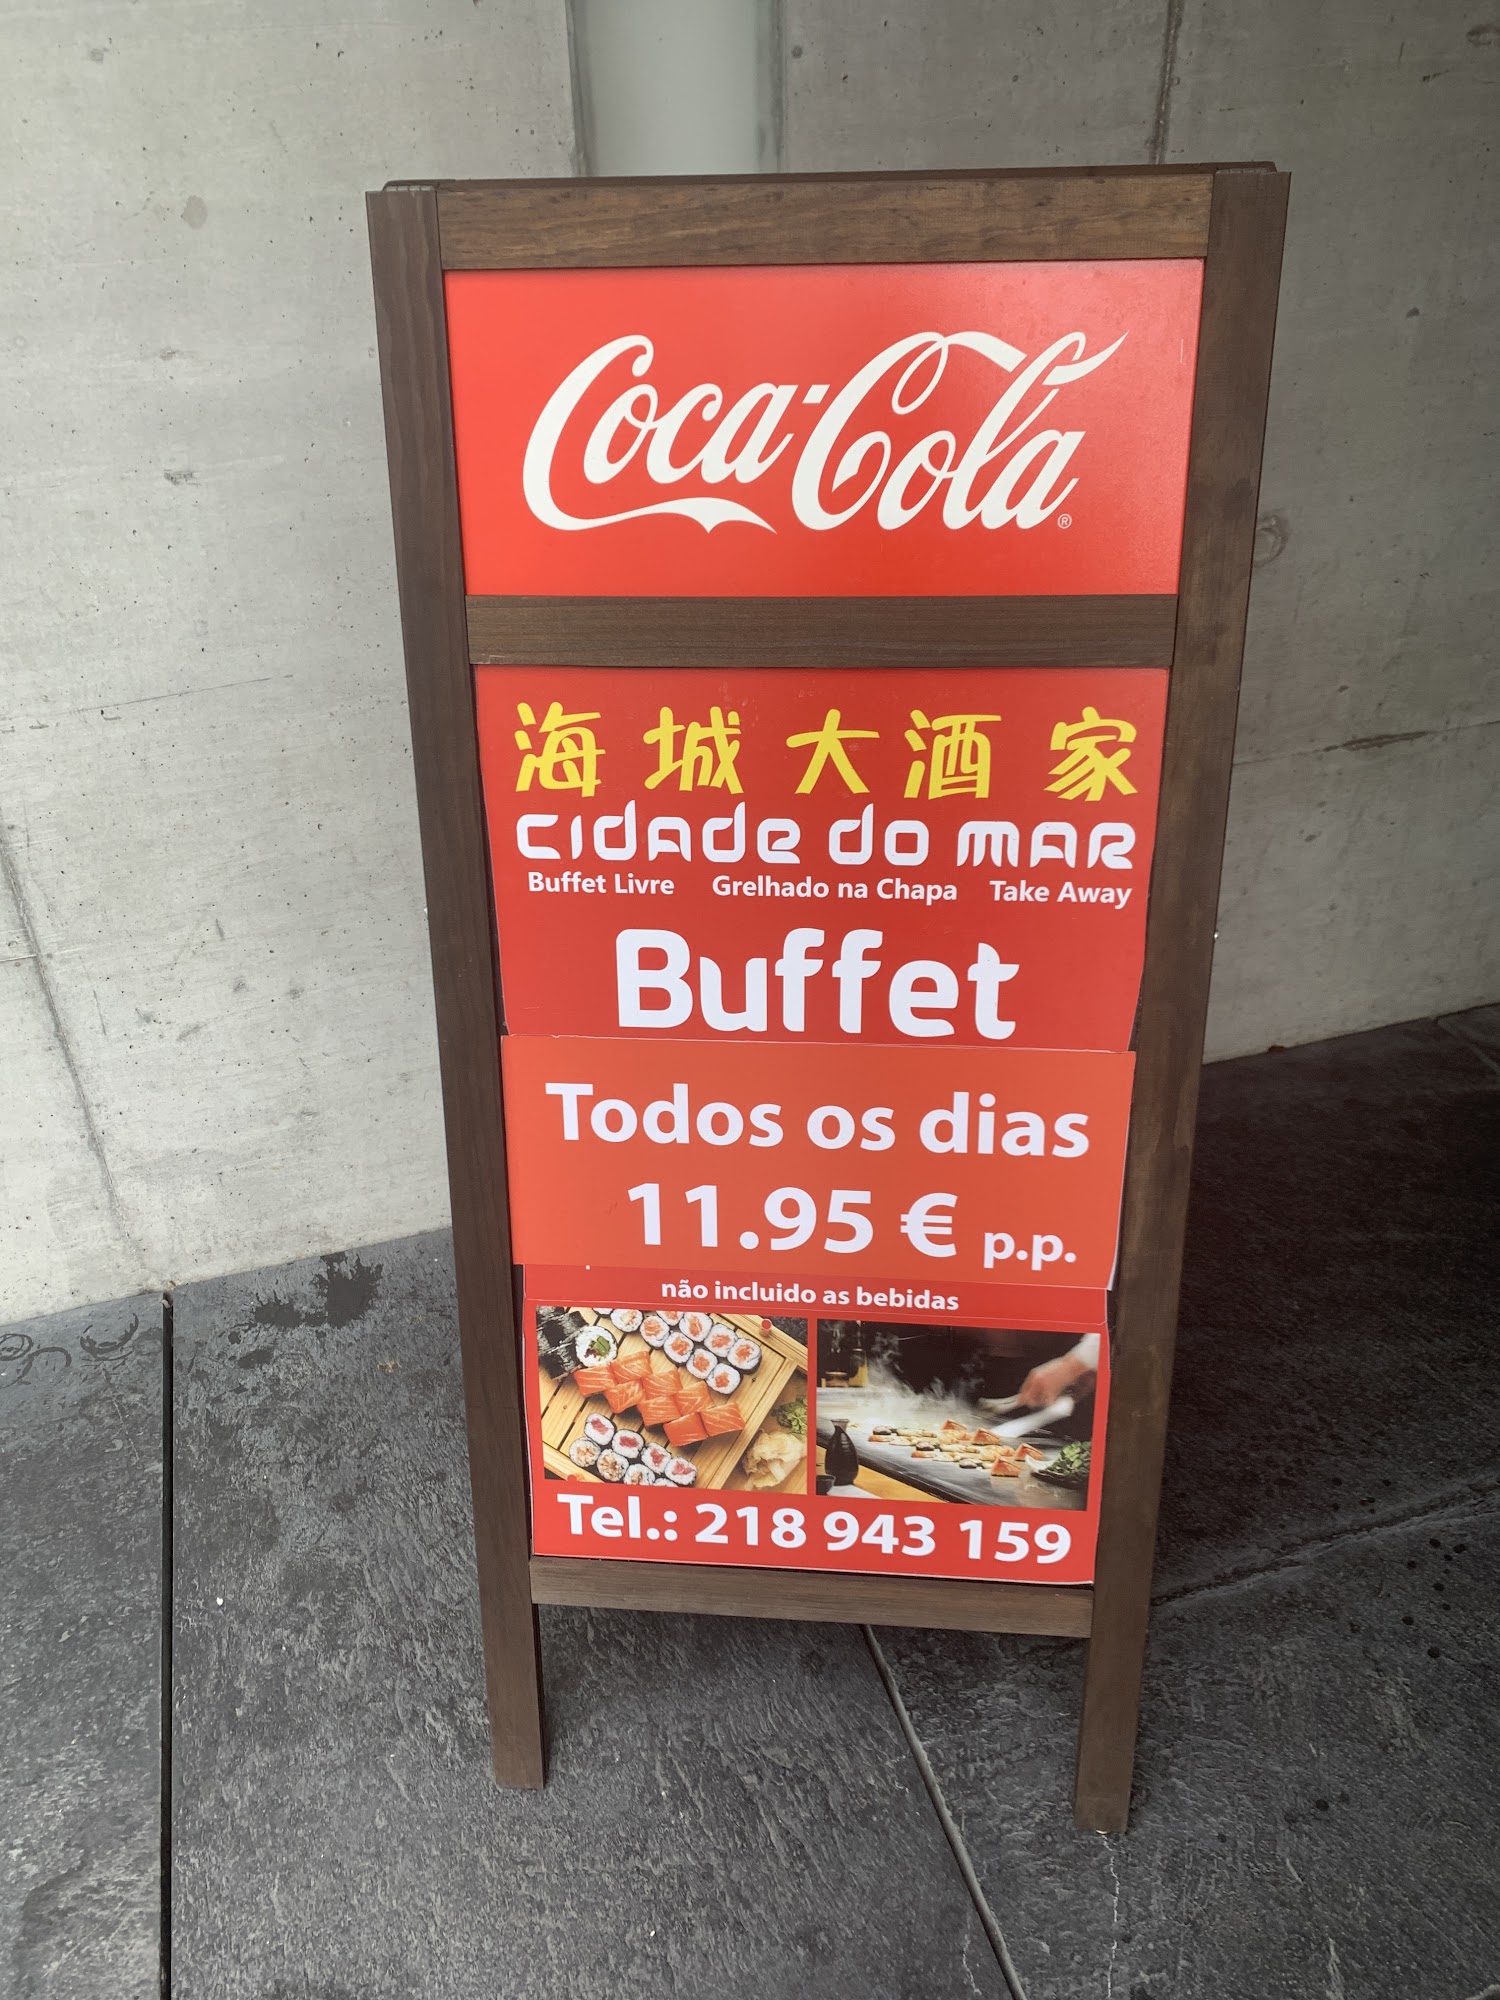 Coca-Cola®
海城大酒家
CIDADE DO MAR
Buffet Livre Grelhado na Chapa Take Away
Buffet
Todos os dias
11.95 € p.p.
não incluido as bebidas
Tel.: 218 943 159